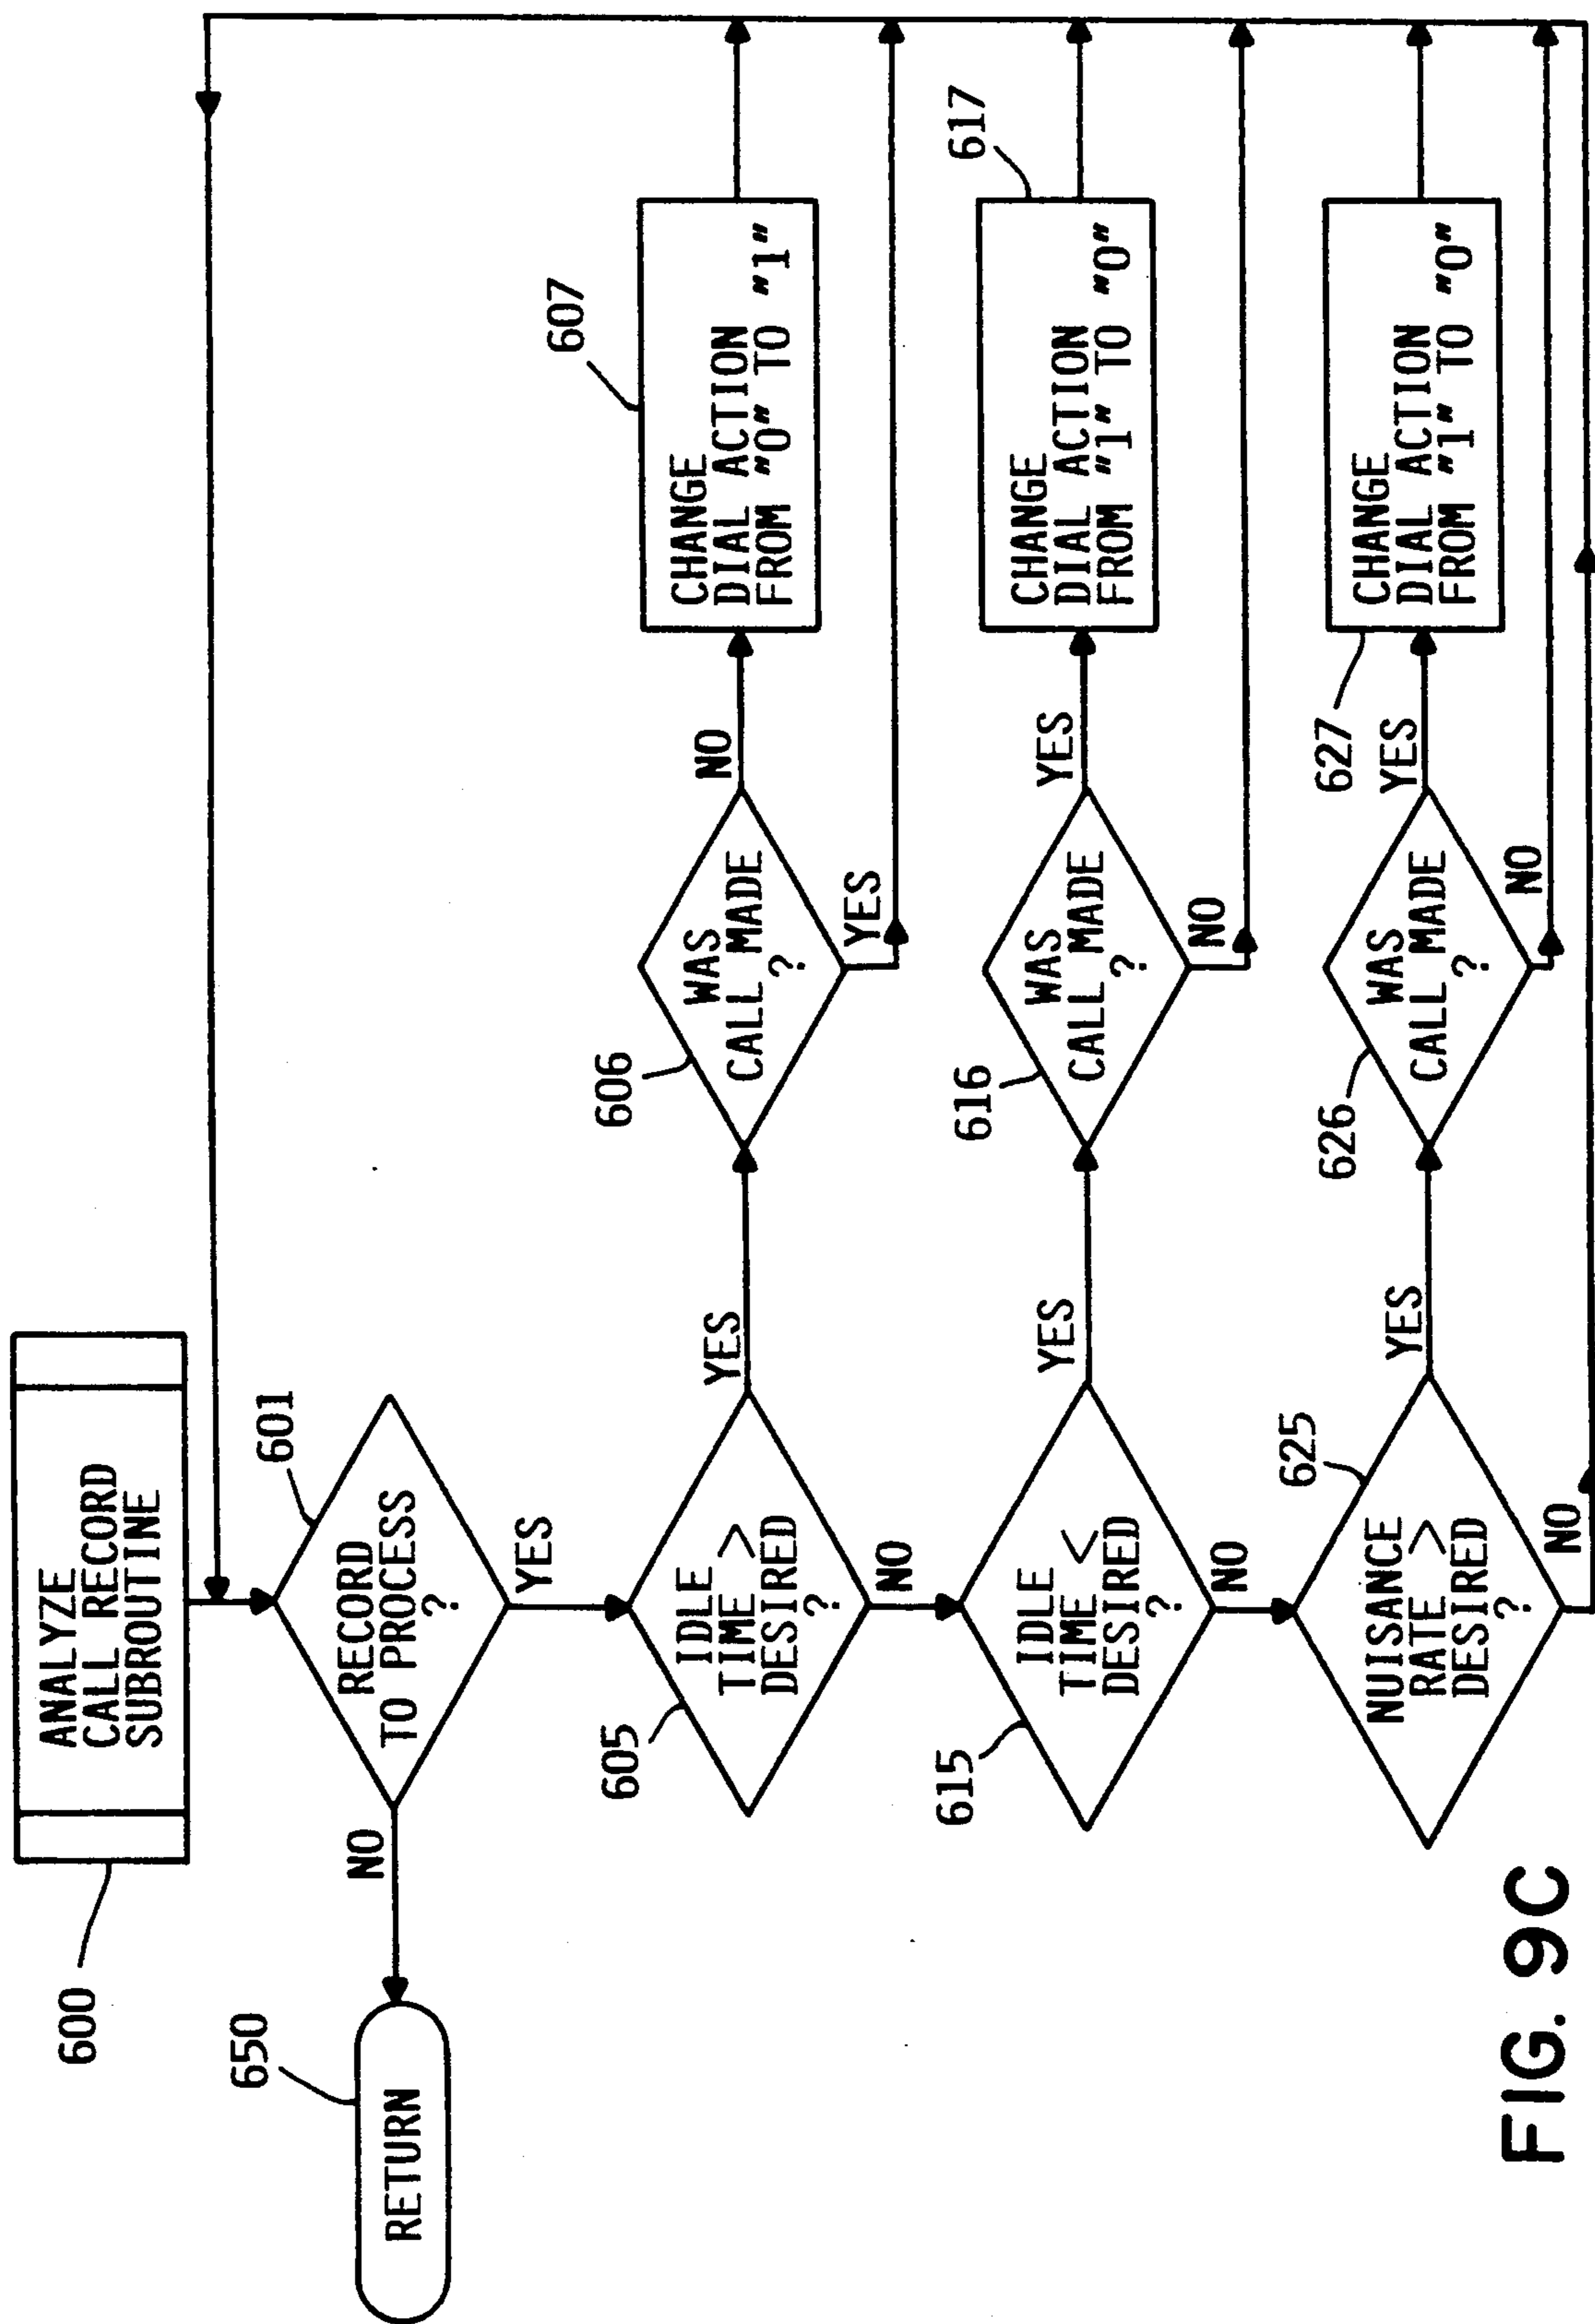 600
ANALYZE
CALL RECORD
SUBROUTINE
650
RETURN
NO
601
RECORD
TO PROCESS
?
YES
605
IDLE
TIME >
DESIRED
?
YES
NO
606
WAS
CALL MADE
?
NO
YES
607
CHANGE
DIAL ACTION
FROM "0" TO "1"
615
IDLE
TIME <
DESIRED
?
YES
NO
616
WAS
CALL MADE
?
YES
NO
617
CHANGE
DIAL ACTION
FROM "1" TO "0"
625
NUISANCE
RATE >
DESIRED
?
YES
NO
626
WAS
CALL MADE
?
YES
NO
627
CHANGE
DIAL ACTION
FROM "1" TO "0"
FIG. 9C